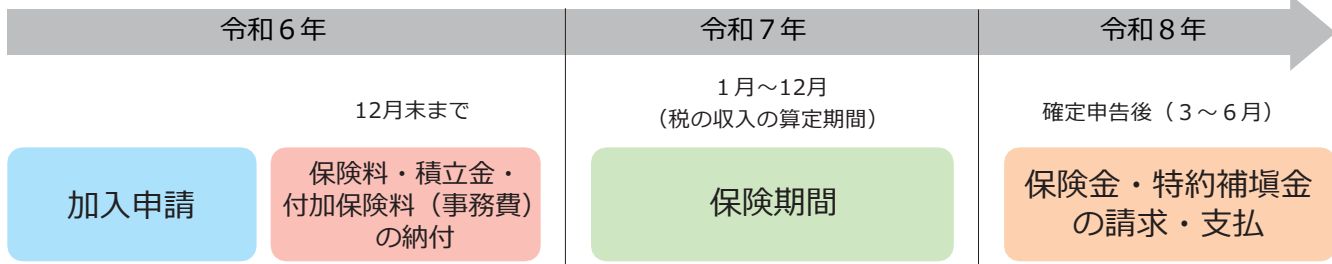 令和６年
令和７年
令和８年
12月末まで
１月～12月
（税の収入の算定期間）
確定申告後（３～６月）
加入申請
保険料・積立金・
付加保険料（事務費）
の納付
保険期間
保険金・特約補塡金
の請求・支払